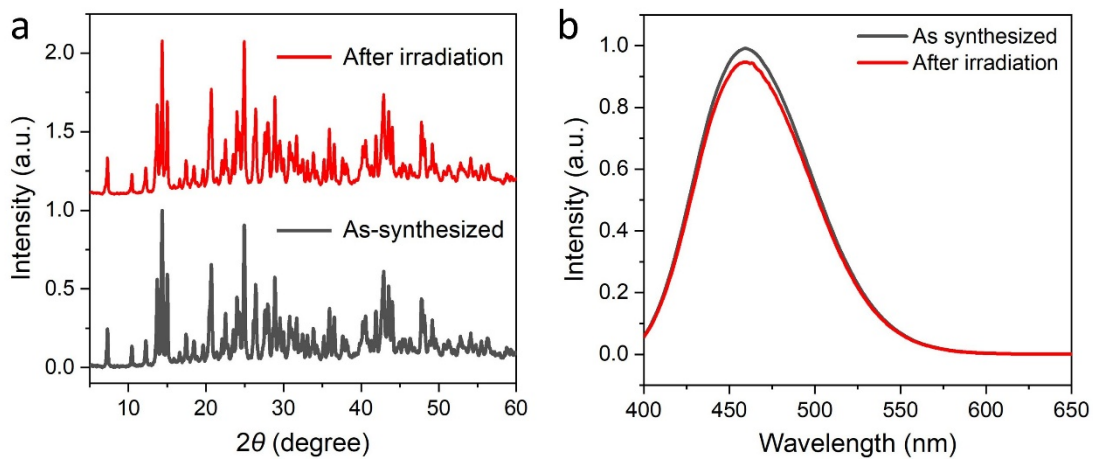 a
Intensity (a.u.)
2.0
1.5
1.0
0.5
0.0
After irradiation
As-synthesized
10 20 30 40 50 60
2θ (degree)
b
Intensity (a.u.)
1.0
0.8
0.6
0.4
0.2
0.0
As synthesized
After irradiation
400 450 500 550 600 650
Wavelength (nm)